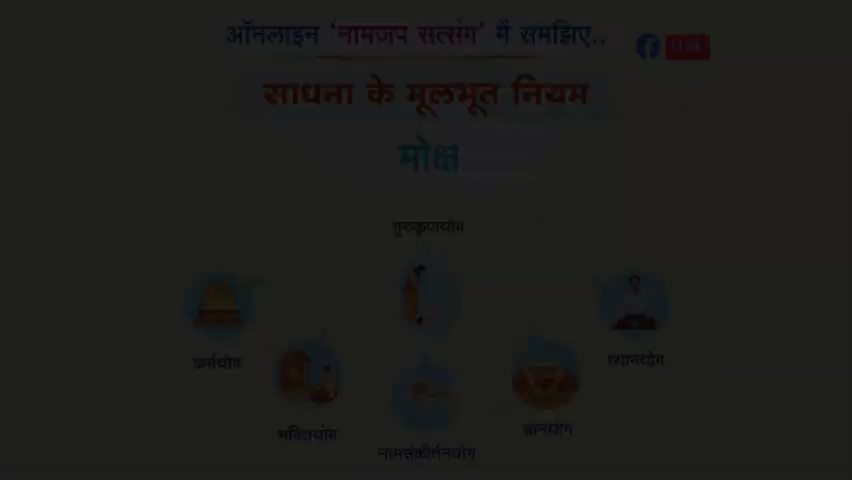 ऑनलाइन 'नामजप सत्संग' में समझिए..
LIVE
साधना के मूलभूत नियम
मोक्ष
गुरुकृपायोग
कर्मयोग
ध्यानयोग
भक्तियोग
ज्ञानयोग
नामसंकीर्तनयोग